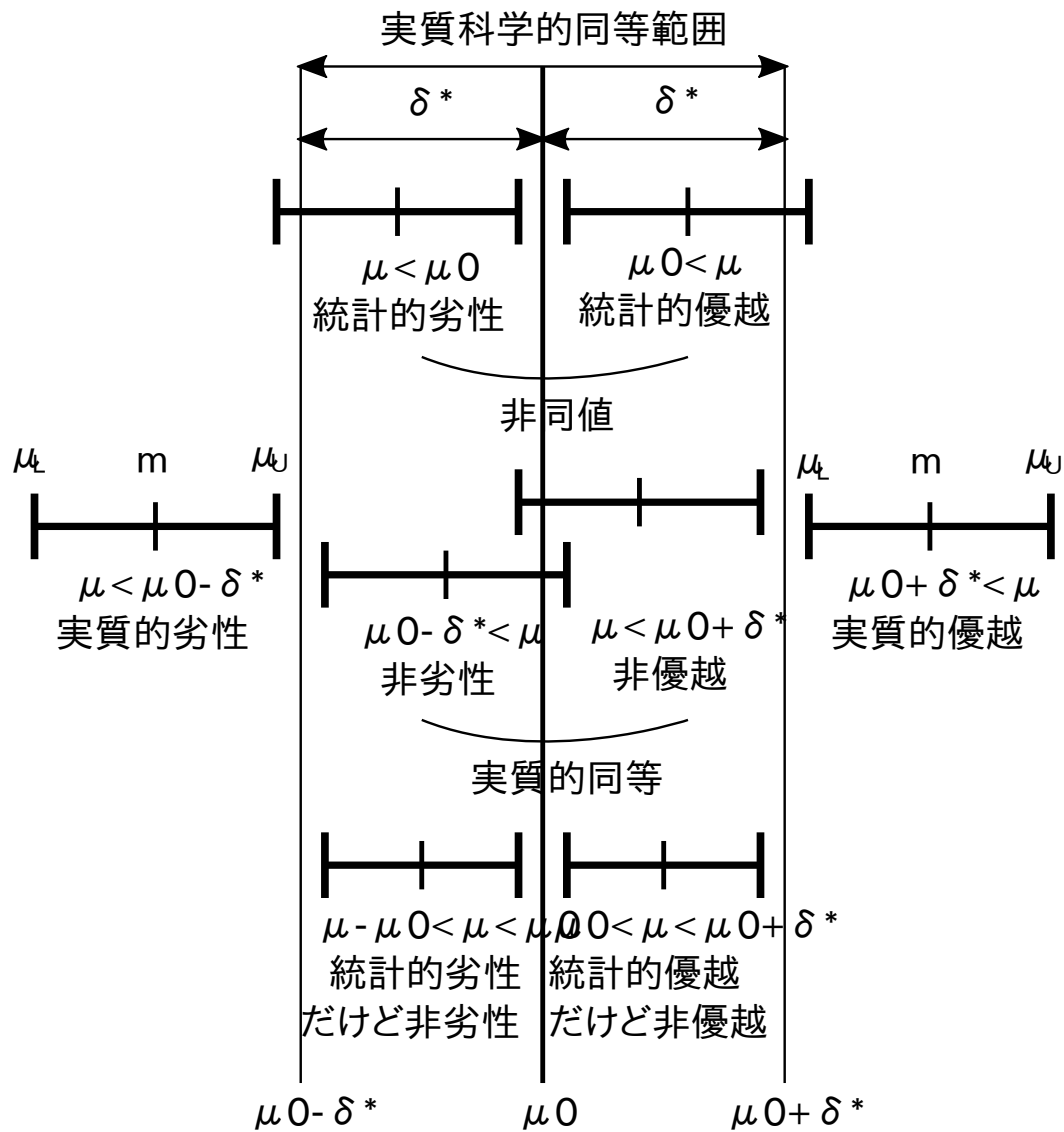 実質科学的同等範囲
δ* δ*
μ<μ0 μ0<μ
統計的劣性 統計的優越
非同値
μL m μU μL m μU
μ<μ0-δ* μ0+δ*<μ
実質的劣性 実質的優越
μ0-δ*<μ μ<μ0+δ*
非劣性 非優越
実質的同等
μ-μ0<μ<μ0 μ0<μ<μ0+δ*
統計的劣性 統計的優越
だけど非劣性 だけど非優越
μ0-δ* μ0 μ0+δ*